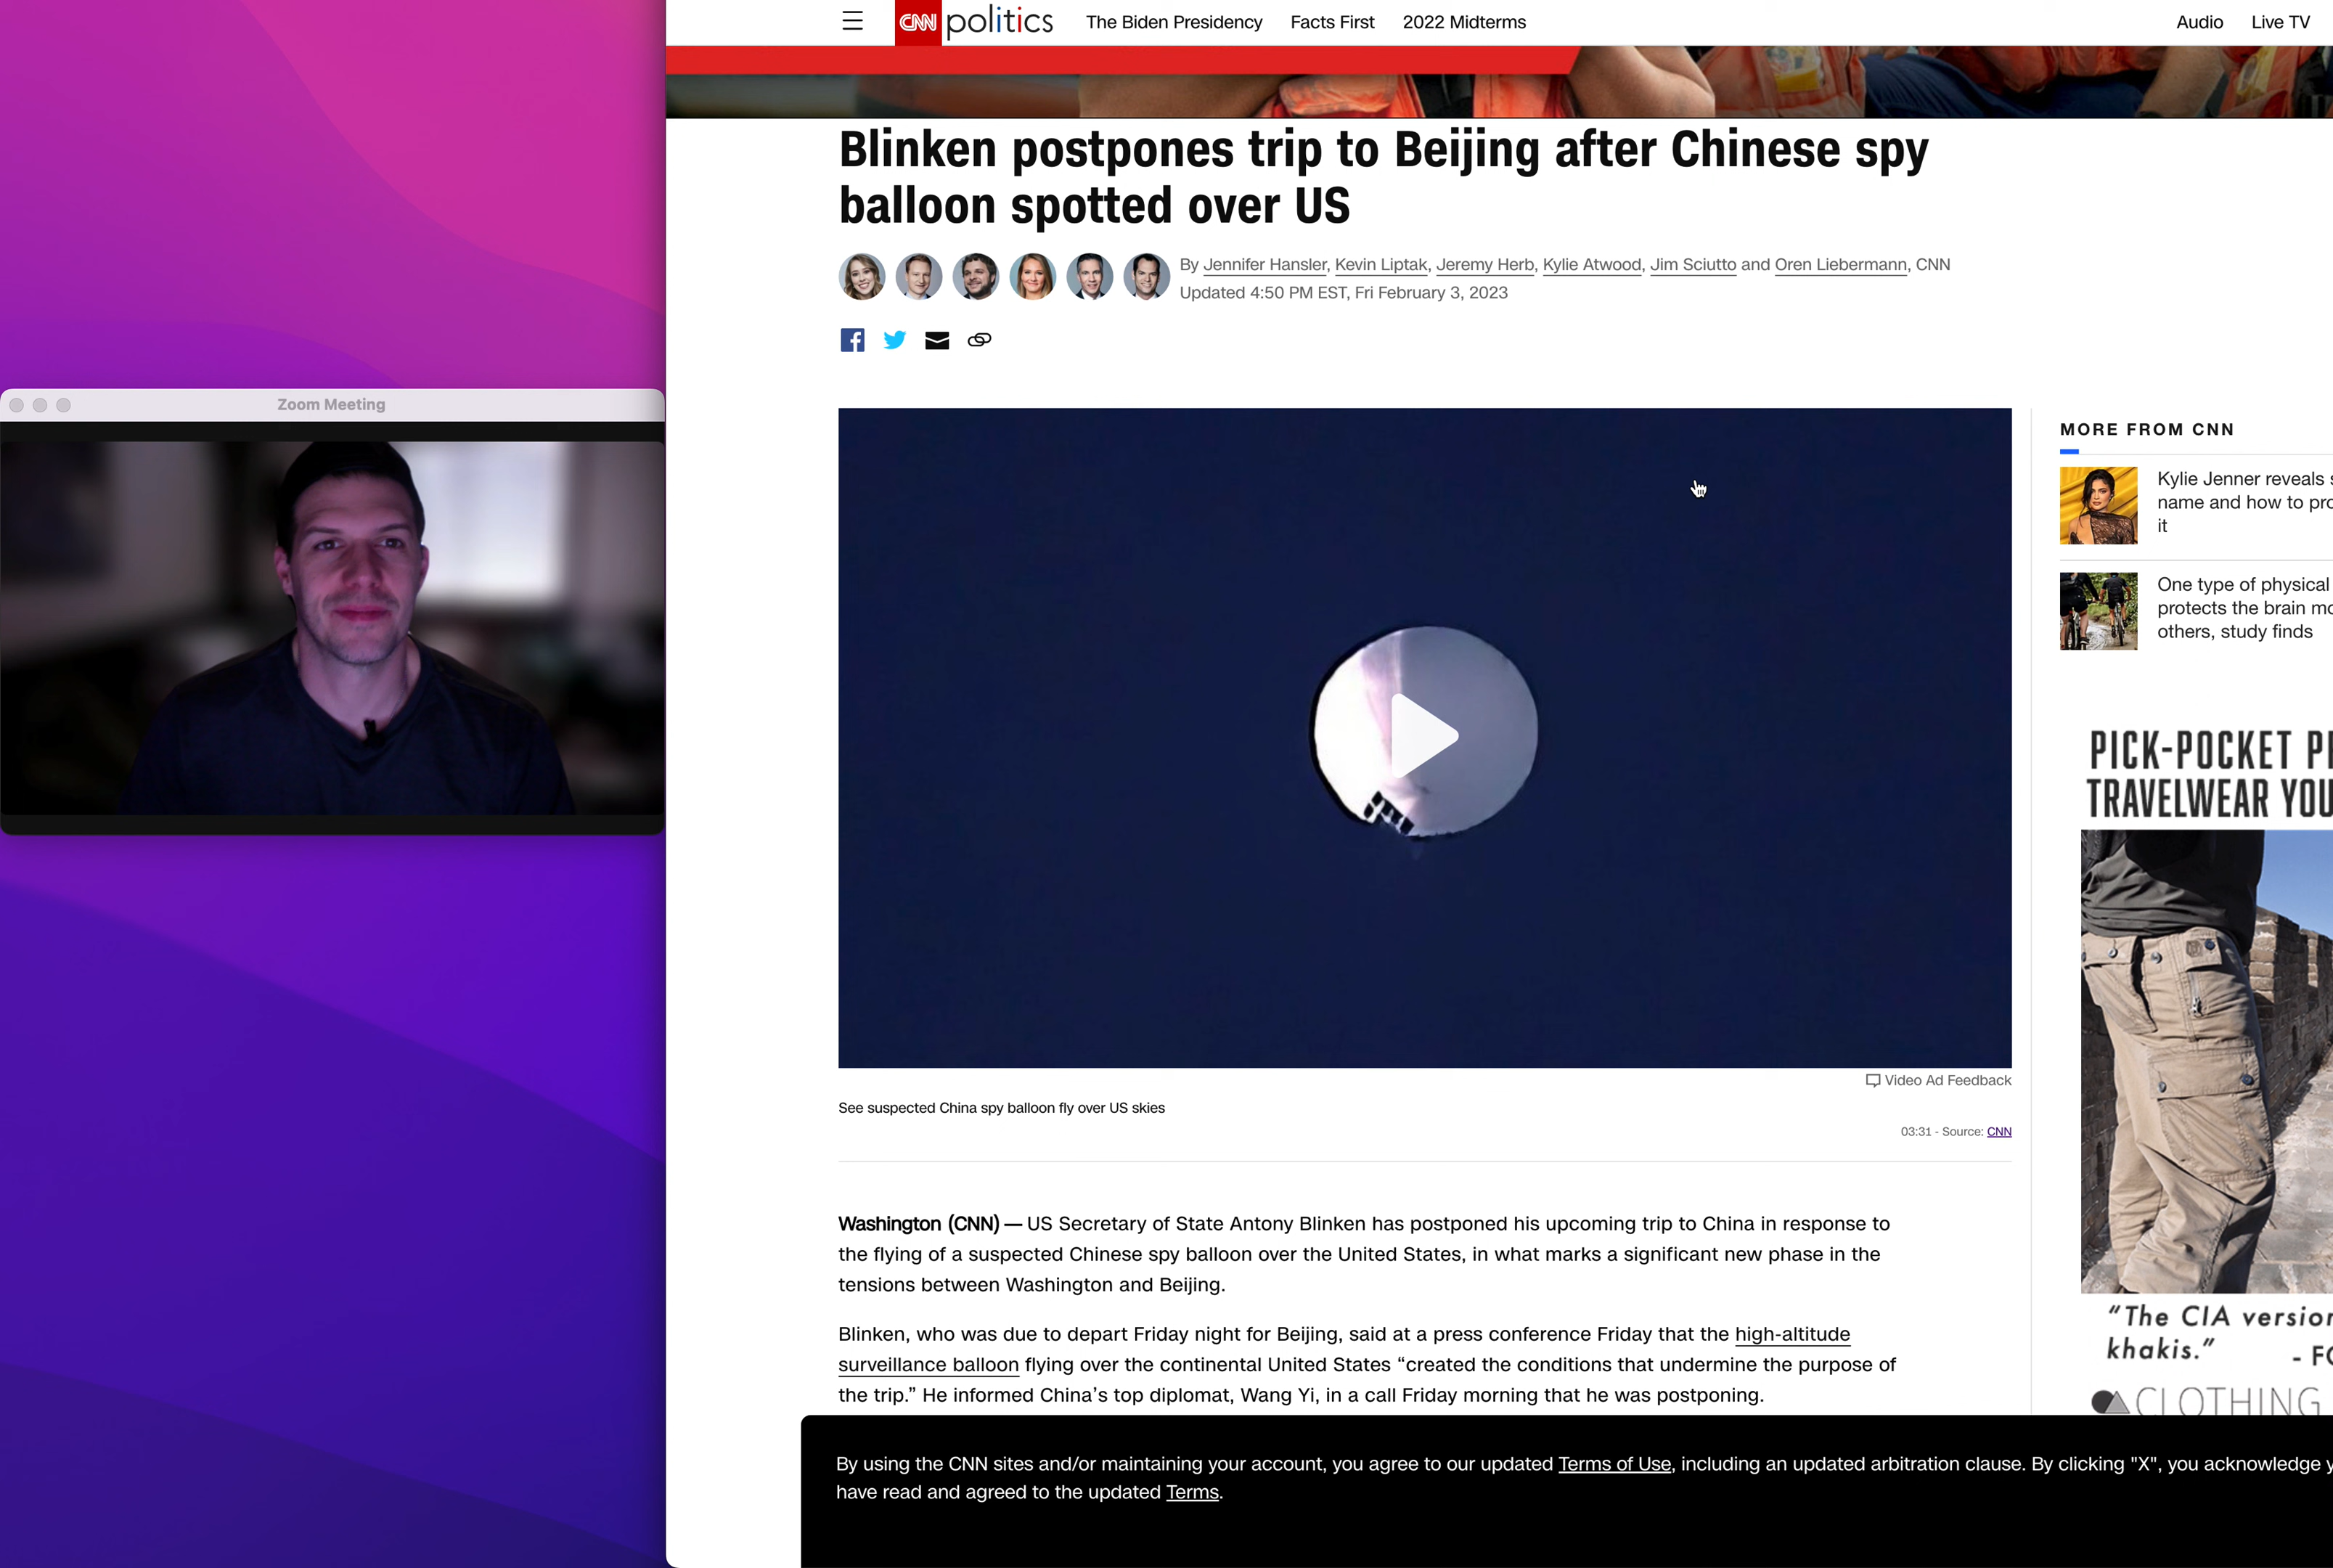 CNN politics The Biden Presidency Facts First 2022 Midterms Audio Live TV
Blinken postpones trip to Beijing after Chinese spy
balloon spotted over US
By Jennifer Hansler, Kevin Liptak, Jeremy Herb, Kylie Atwood, Jim Sciutto and Oren Liebermann, CNN
Updated 4:50 PM EST, Fri February 3, 2023
Zoom Meeting
Video Ad Feedback
See suspected China spy balloon fly over US skies
03:31 - Source: CNN
Washington (CNN) — US Secretary of State Antony Blinken has postponed his upcoming trip to China in response to
the flying of a suspected Chinese spy balloon over the United States, in what marks a significant new phase in the
tensions between Washington and Beijing.
Blinken, who was due to depart Friday night for Beijing, said at a press conference Friday that the high-altitude
surveillance balloon flying over the continental United States “created the conditions that undermine the purpose of
the trip.” He informed China’s top diplomat, Wang Yi, in a call Friday morning that he was postponing.
MORE FROM CNN
Kylie Jenner reveals
name and how to
it
One type of physical
protects the brain
others, study finds
PICK-POCKET
TRAVELWEAR
“The CIA
khakis.”
CLOTHING
By using the CNN sites and/or maintaining your account, you agree to our updated Terms of Use, including an updated arbitration clause. By clicking "X", you acknowledge
have read and agreed to the updated Terms.